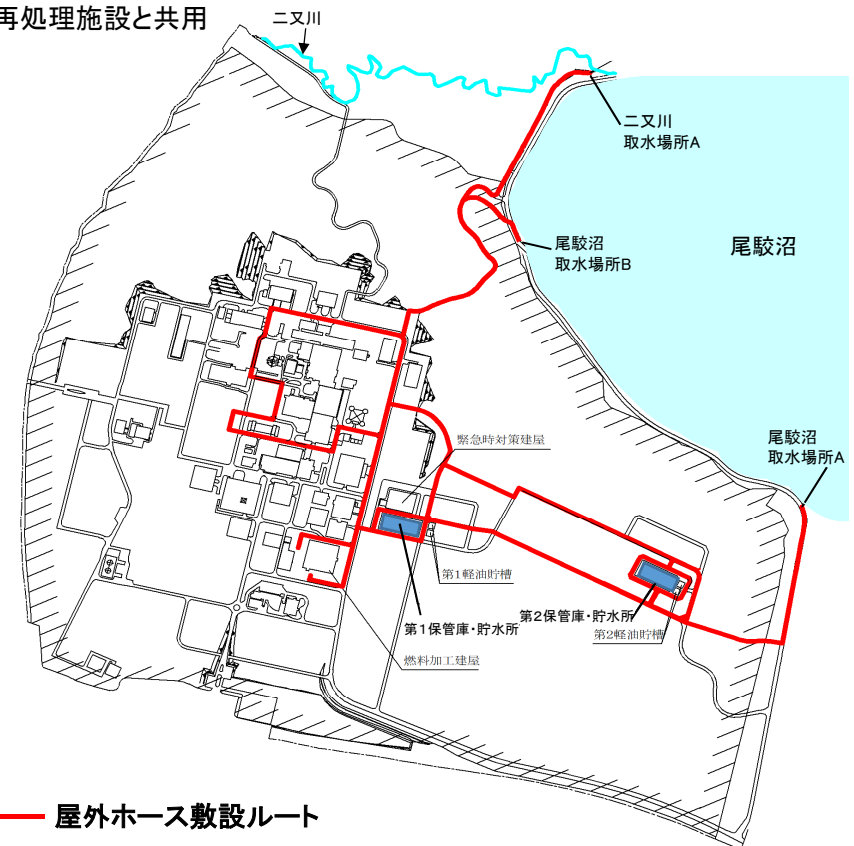 再処理施設と共用
二又川
二又川
取水場所A
尾駮沼
取水場所B
尾駮沼
尾駮沼
取水場所A
緊急時対策建屋
第1軽油貯槽
第1保管庫・貯水所
第2保管庫・貯水所
第2軽油貯槽
燃料加工建屋
屋外ホース敷設ルート